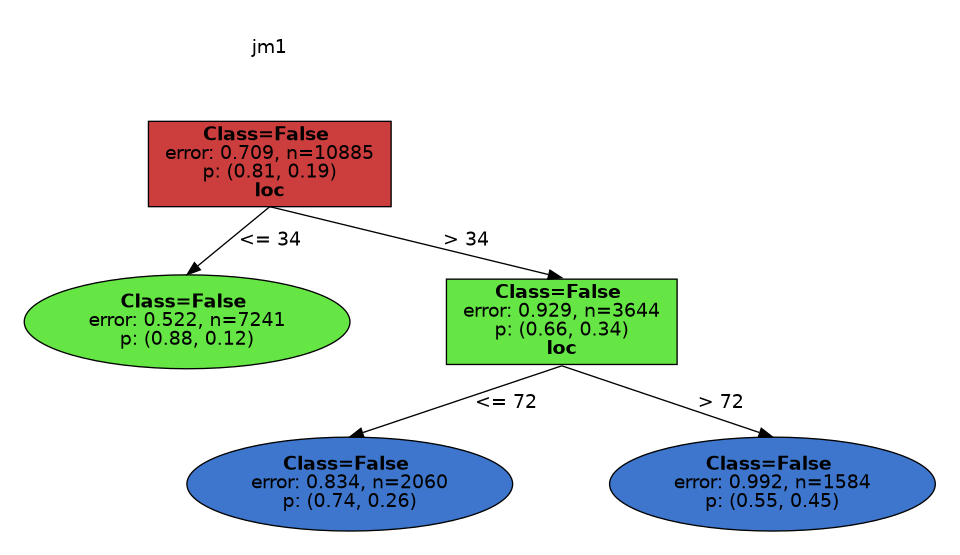 jm1
Class=False
error: 0.709, n=10885
p: (0.81, 0.19)
loc
<= 34
> 34
Class=False
error: 0.522, n=7241
p: (0.88, 0.12)
Class=False
error: 0.929, n=3644
p: (0.66, 0.34)
loc
<= 72
> 72
Class=False
error: 0.834, n=2060
p: (0.74, 0.26)
Class=False
error: 0.992, n=1584
p: (0.55, 0.45)